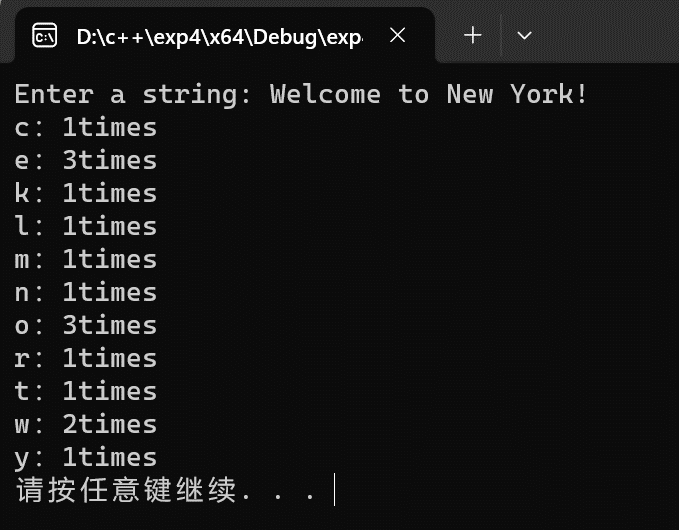 D:\c++\exp4\x64\Debug\exp
Enter a string: Welcome to New York!
c: 1times
e: 3times
k: 1times
l: 1times
m: 1times
n: 1times
o: 3times
r: 1times
t: 1times
w: 2times
y: 1times
请按任意键继续. . .